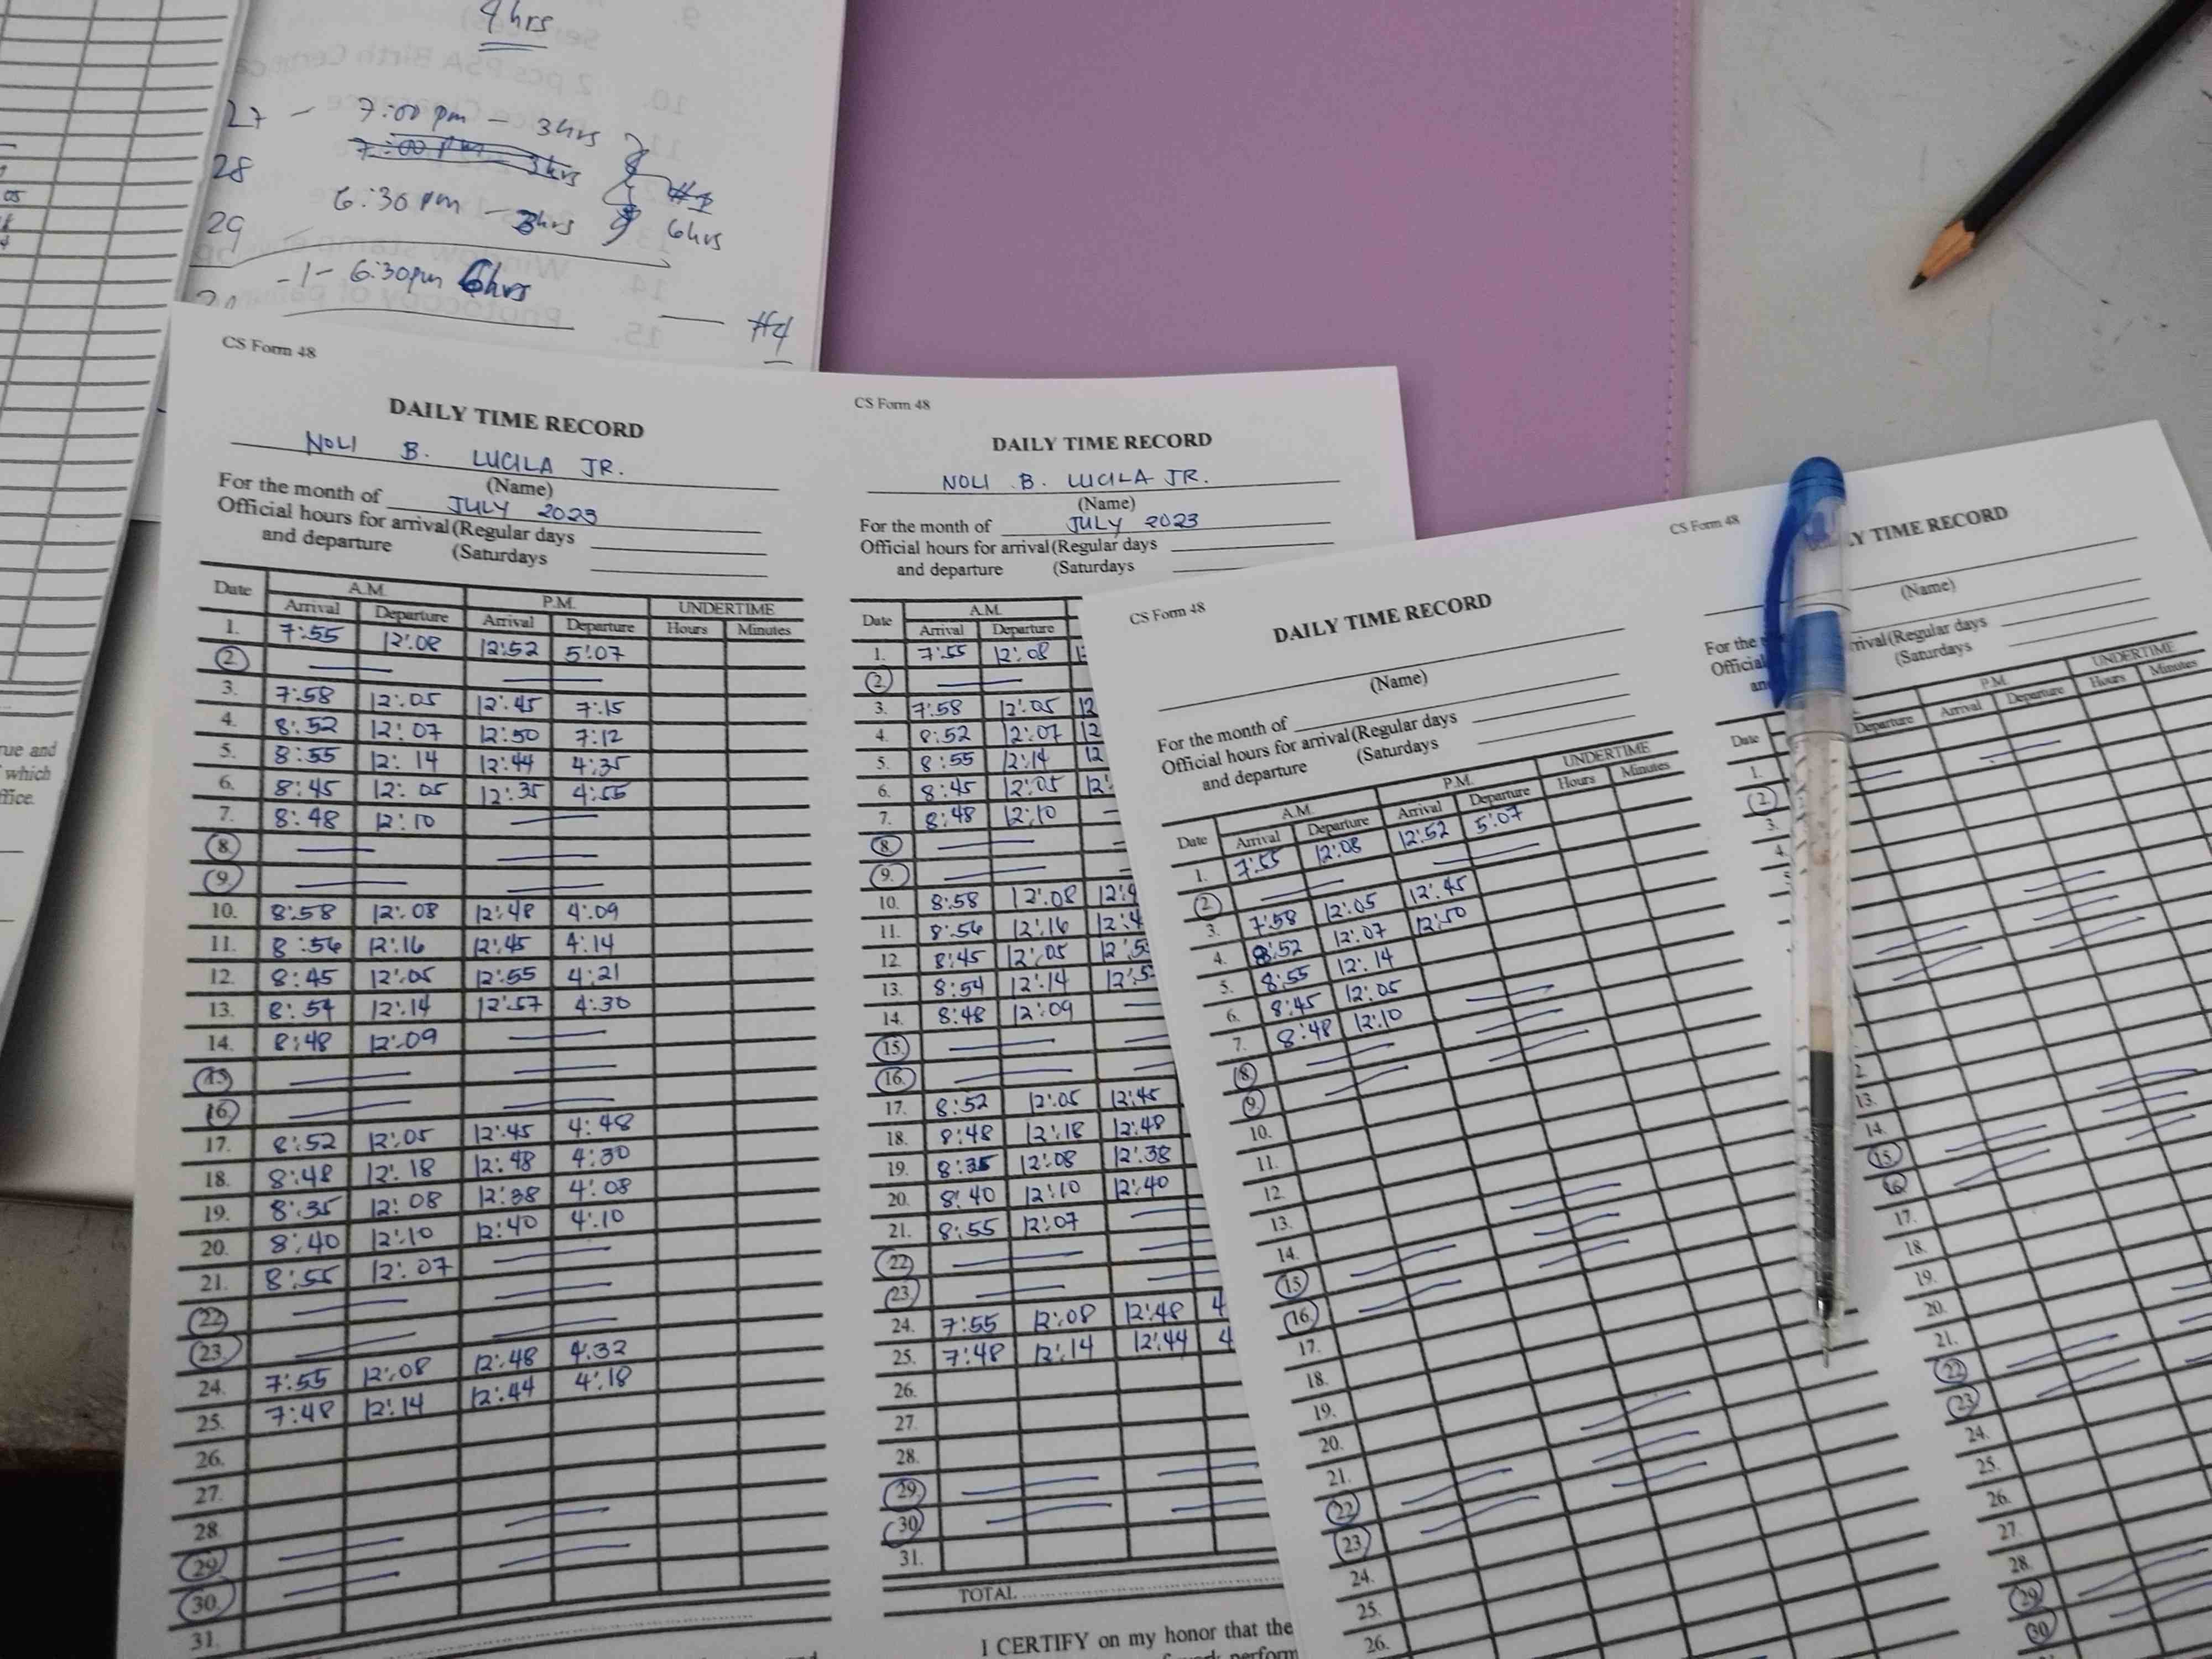 4 hrs
27 - 7:00 pm - 3hrs
28 7:00 pm 3hrs #1
29 6:30 pm - 3hrs 6hrs
-1- 6:30pm 6hrs
#4
9.
10. 2 pcs PSA Birth
11.
14.
15. Photocopy of
05
rue and
which
ffice.
CS Form 48
DAILY TIME RECORD
NOLI B. LUCILA JR.
(Name)
For the month of JULY 2023
Official hours for arrival (Regular days
and departure (Saturdays
Date A.M. P.M. UNDERTIME
Arrival Departure Arrival Departure Hours Minutes
1. 7:55 12:08 12:52 5:07
2.
3. 7:58 12:05 12:45 7:15
4. 8:52 12:07 12:50 7:12
5. 8:55 12:14 12:44 4:35
6. 8:45 12:05 12:35 4:55
7. 8:48 12:10
8.
9.
10. 8:58 12:08 12:48 4:09
11. 8:56 12:16 12:45 4:14
12. 8:45 12:05 12:55 4:21
13. 8:54 12:14 12:57 4:30
14. 8:48 12:09
15.
16.
17. 8:52 12:05 12:45 4:48
18. 8:48 12:18 12:48 4:30
19. 8:35 12:08 12:38 4:08
20. 8:40 12:10 12:40 4:10
21. 8:55 12:07
22.
23.
24. 7:55 12:08 12:48 4:32
25. 7:48 12:14 12:44 4:18
26.
27.
28.
29.
30.
31.
CS Form 48
DAILY TIME RECORD
NOLI B. LUCILA JR.
(Name)
For the month of JULY 2023
Official hours for arrival (Regular days
and departure (Saturdays
Date A.M.
Arrival Departure
1. 7:55 12:08
2.
3. 7:58 12:05 12
4. 8:52 12:07 12
5. 8:55 12:14 12
6. 8:45 12:05 12:
7. 8:48 12:10
8.
9.
10. 8:58 12:08 12:4
11. 8:56 12:16 12:4
12. 8:45 12:05 12:5
13. 8:54 12:14 12:5
14. 8:48 12:09
15.
16.
17. 8:52 12:05 12:45
18. 8:48 12:18 12:48
19. 8:35 12:08 12:38
20. 8:40 12:10 12:40
21. 8:55 12:07
22.
23.
24. 7:55 12:08 12:48 4
25. 7:48 12:14 12:44 4
26.
27.
28.
29.
30.
31.
TOTAL
I CERTIFY on my honor that the
CS Form 48
DAILY TIME RECORD
(Name)
For the month of
Official hours for arrival (Regular days
and departure (Saturdays
Date A.M. P.M. UNDERTIME
Arrival Departure Arrival Departure Hours Minutes
1. 7:55 12:08 12:52 5:07
2.
3. 7:58 12:05 12:45
4. 8:52 12:07 12:50
5. 8:55 12:14
6. 8:45 12:05
7. 8:48 12:10
8.
9.
10.
11.
12.
13.
14.
15.
16.
17.
18.
19.
20.
21.
22.
23.
24.
25.
26.
CS Form 48
LY TIME RECORD
(Name)
For the
Official rrival (Regular days
an (Saturdays
Date P.M. UNDERTIME
Departure Arrival Departure Hours Minutes
1.
2.
3.
4.
13.
14.
15.
16.
17.
18.
19.
20.
21.
22.
23.
24.
25.
26.
27.
28.
29.
30.